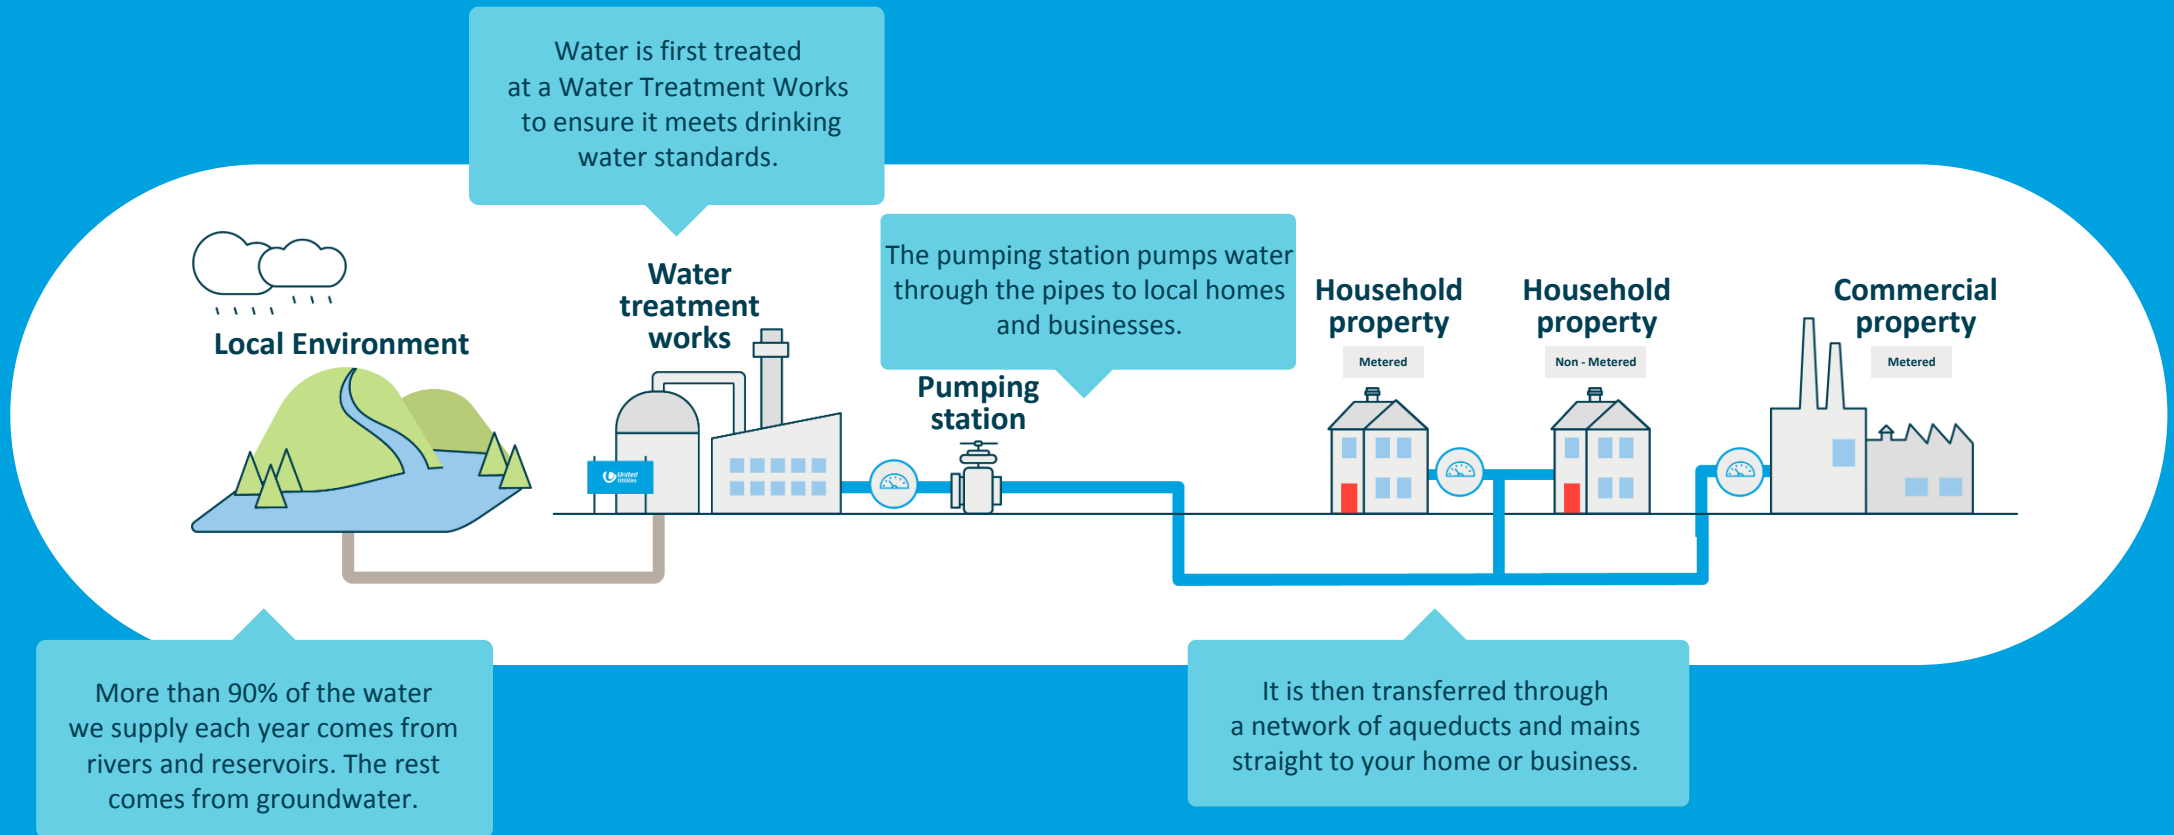 Water is first treated
at a Water Treatment Works
to ensure it meets drinking
water standards.
The pumping station pumps water
through the pipes to local homes
and businesses.
Local Environment
Water
treatment
works
Pumping
station
Household
property
Metered
Household
property
Non - Metered
Commercial
property
Metered
United
Utilities
More than 90% of the water
we supply each year comes from
rivers and reservoirs. The rest
comes from groundwater.
It is then transferred through
a network of aqueducts and mains
straight to your home or business.